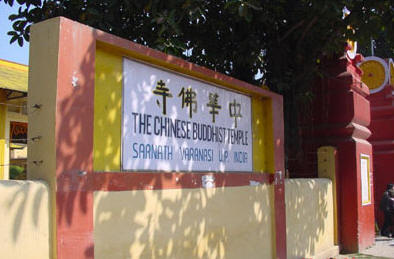 中華佛寺
THE CHINESE BUDDHIST TEMPLE
SARNATH VARANASI U.P. INDIA